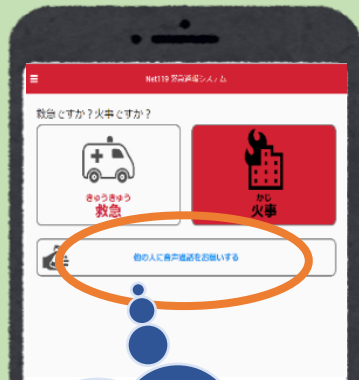 Net119 緊急通報システム
救急ですか？火事ですか？
きゅうきゅう
救急
かじ
火事
他の人に音声通話をお願いする